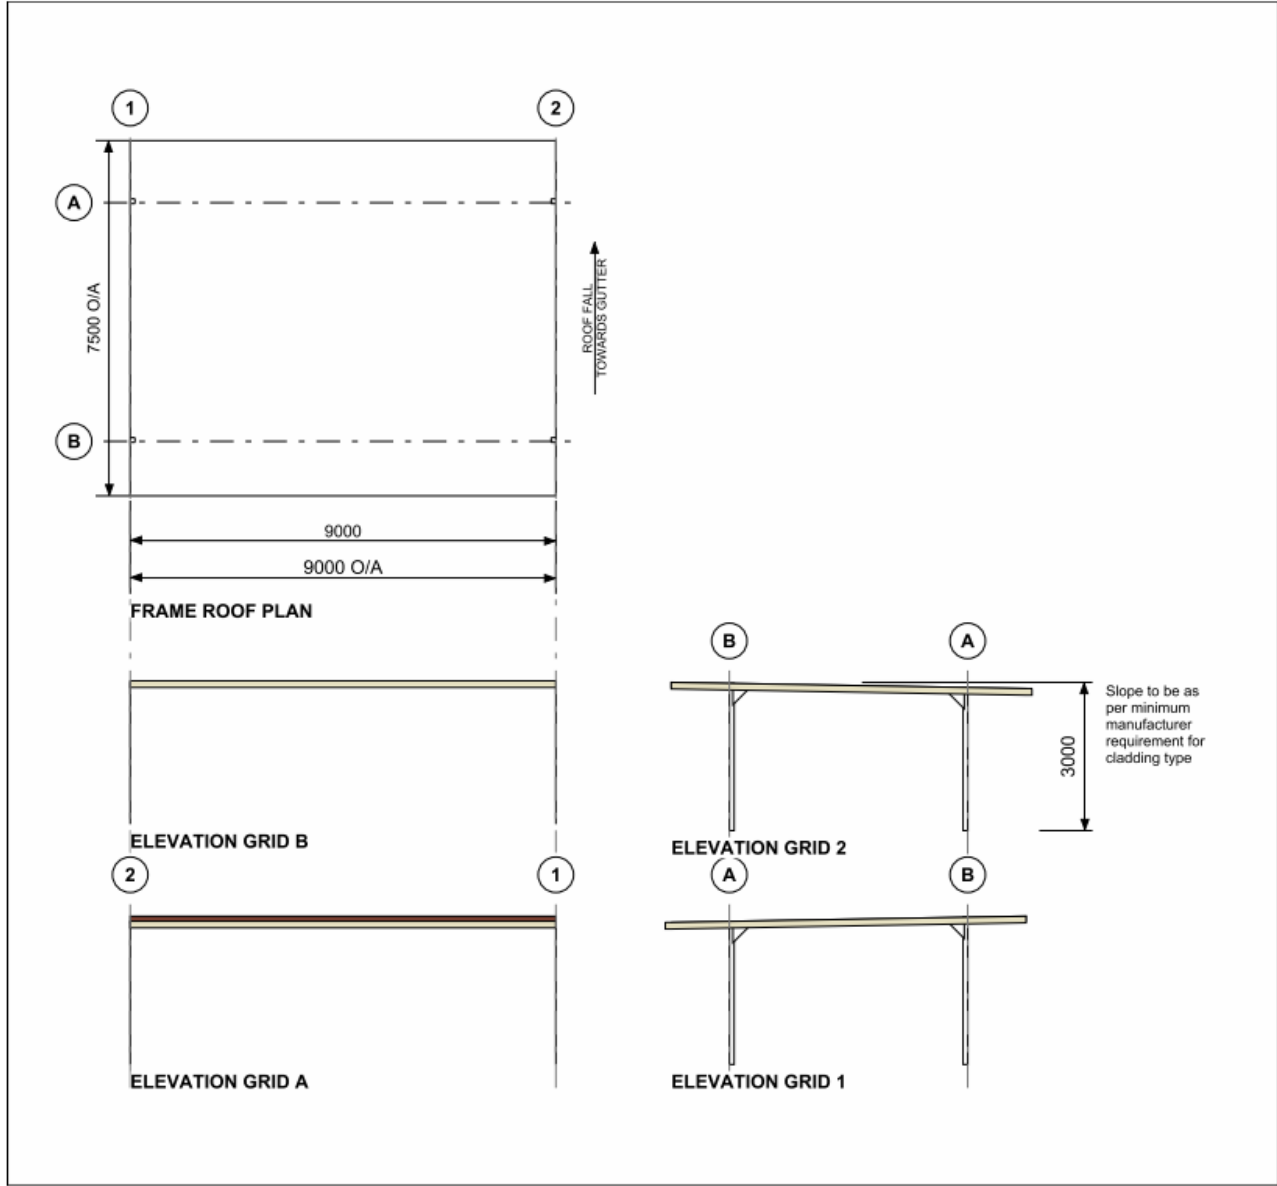 1
2
A
7500 O/A
ROOF FALL
TOWARDS GUTTER
B
9000
9000 O/A
FRAME ROOF PLAN
B
A
Slope to be as
per minimum
manufacturer
requirement for
cladding type
3000
ELEVATION GRID B
ELEVATION GRID 2
2
1
A
B
ELEVATION GRID A
ELEVATION GRID 1